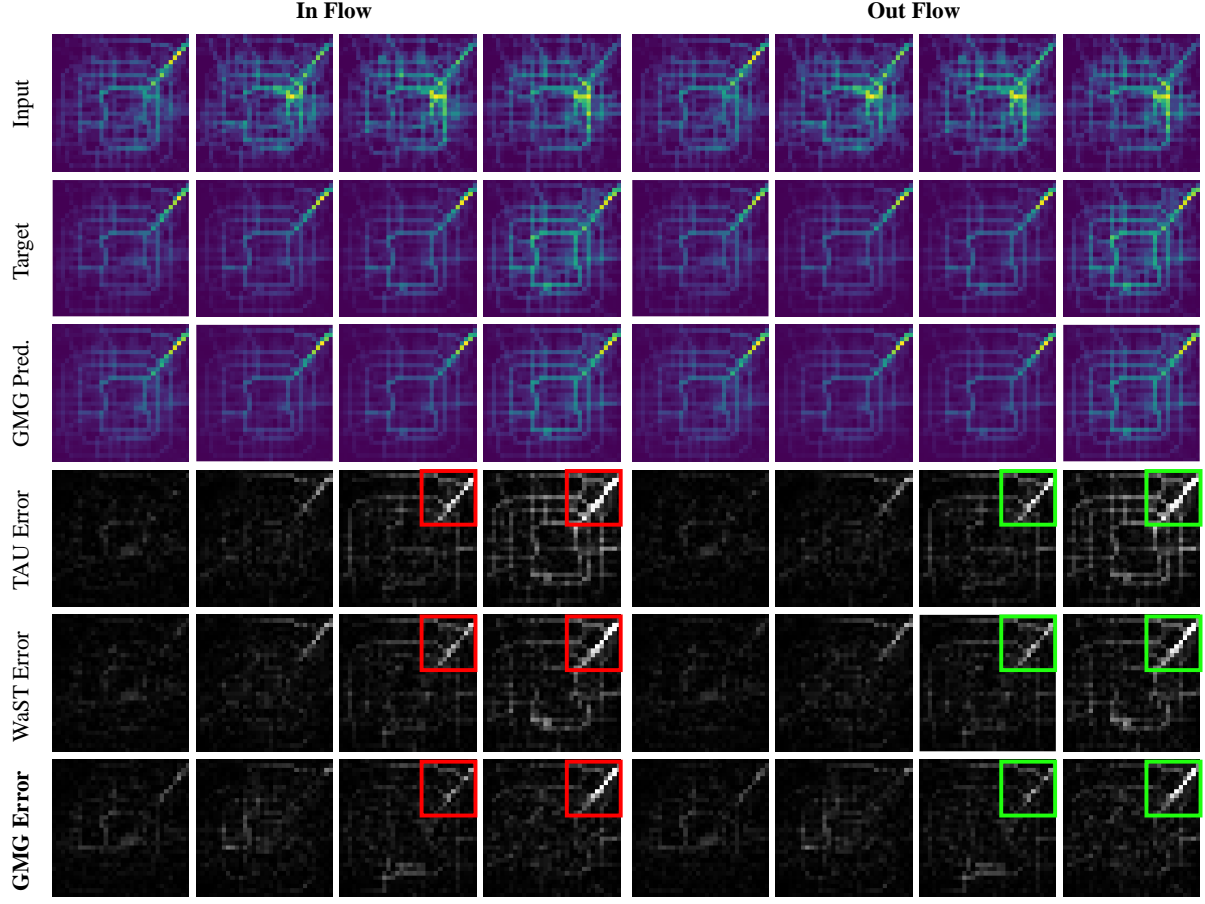 In Flow
Out Flow
Input
Target
GMG Pred.
TAU Error
WaST Error
GMG Error